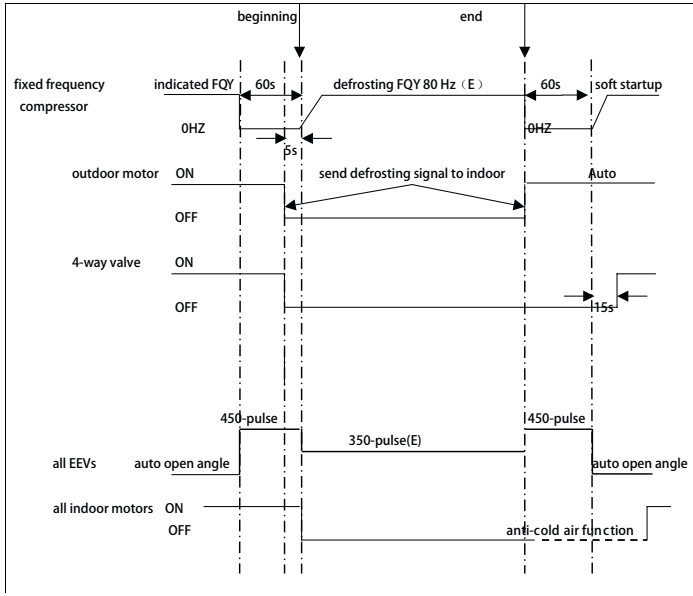 beginning end
fixed frequency indicated FQY 60s defrosting FQY 80 Hz（E） 60s soft startup
compressor
0HZ 0HZ
5s
outdoor motor ON send defrosting signal to indoor Auto
OFF
4-way valve ON
OFF 15s
450-pulse 450-pulse
350-pulse(E)
all EEVs auto open angle auto open angle
all indoor motors ON
OFF anti-cold air function